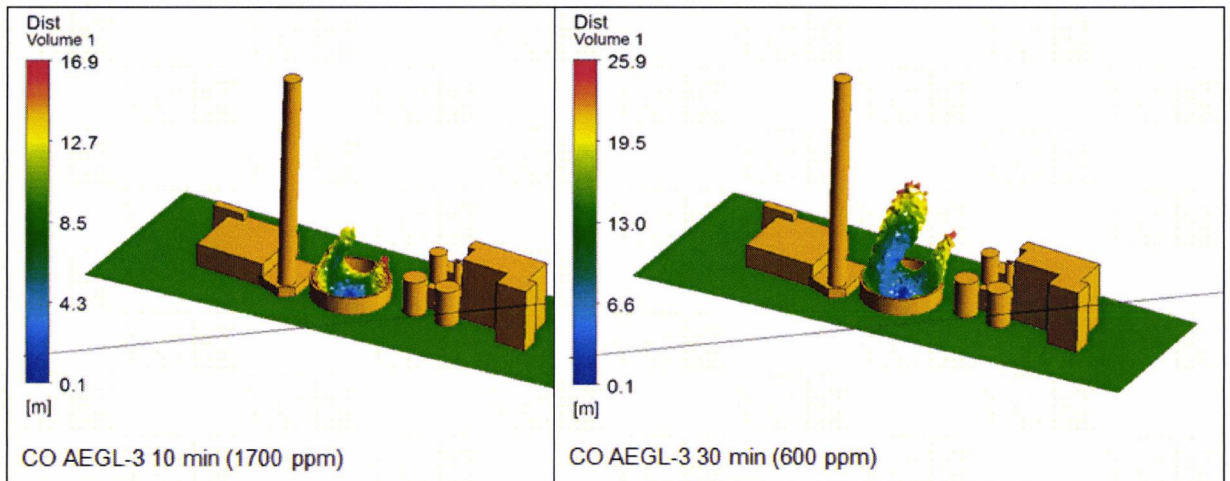 Dist
Volume 1
16.9
12.7
8.5
4.3
0.1
[m]
CO AEGL-3 10 min (1700 ppm)
Dist
Volume 1
25.9
19.5
13.0
6.6
0.1
[m]
CO AEGL-3 30 min (600 ppm)